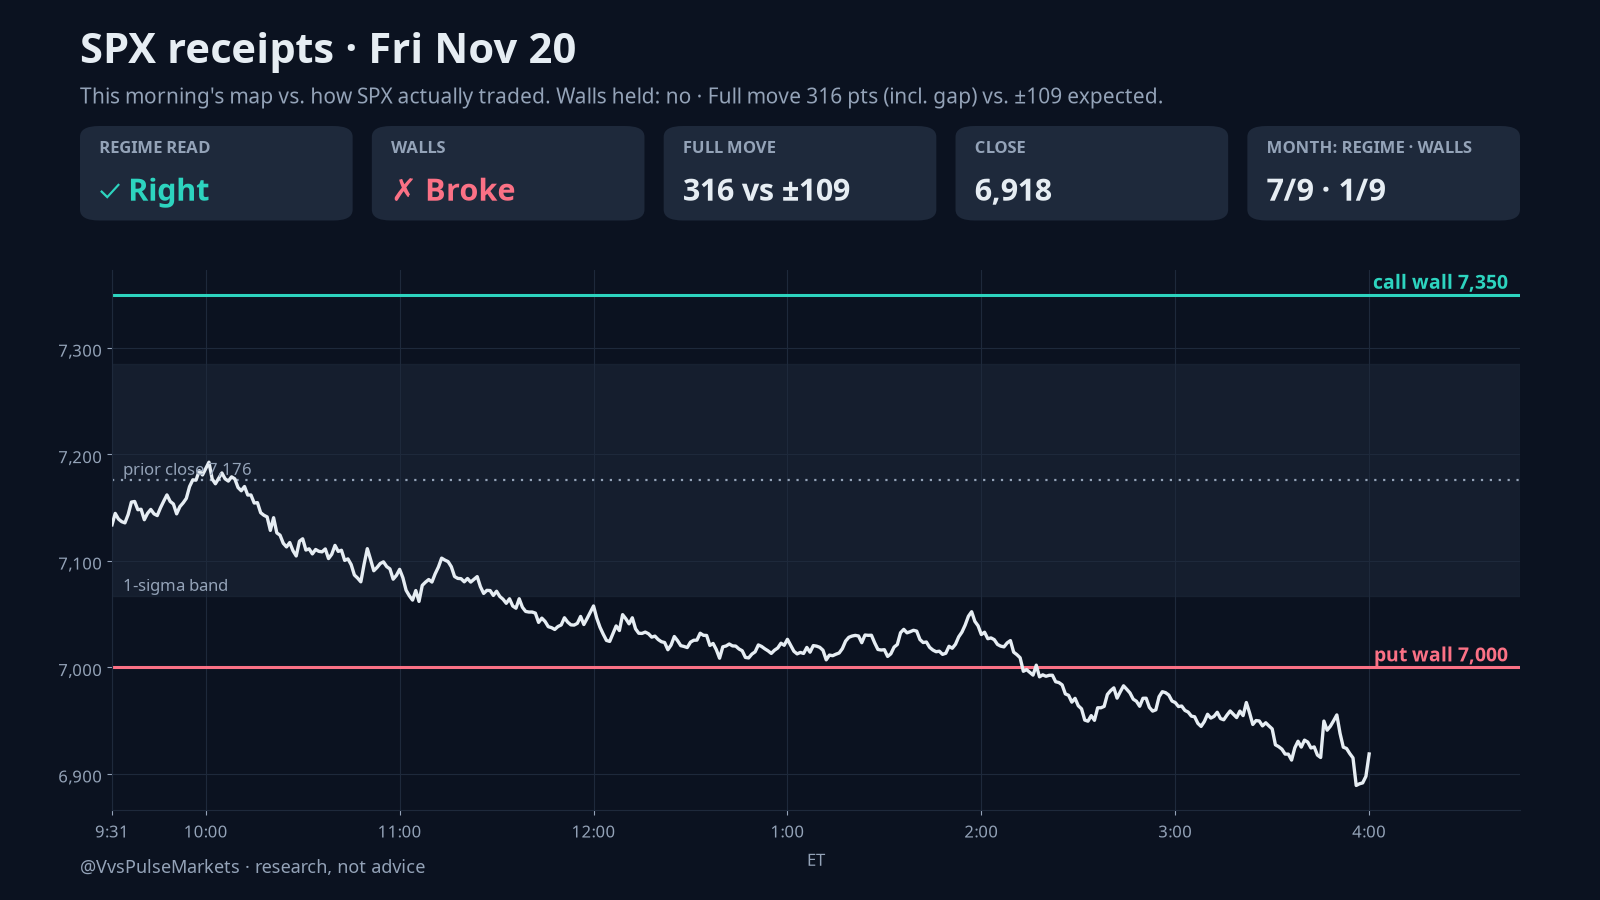 SPX receipts · Fri Nov 20
This morning's map vs. how SPX actually traded. Walls held: no · Full move 316 pts (incl. gap) vs. ±109 expected.
REGIME READ
✓ Right
WALLS
✗ Broke
FULL MOVE
316 vs ±109
CLOSE
6,918
MONTH: REGIME · WALLS
7/9 · 1/9
call wall 7,350
7,300
7,200
prior close 7,176
7,100
1-sigma band
put wall 7,000
7,000
6,900
9:31
10:00
11:00
12:00
1:00
2:00
3:00
4:00
ET
@VvsPulseMarkets · research, not advice